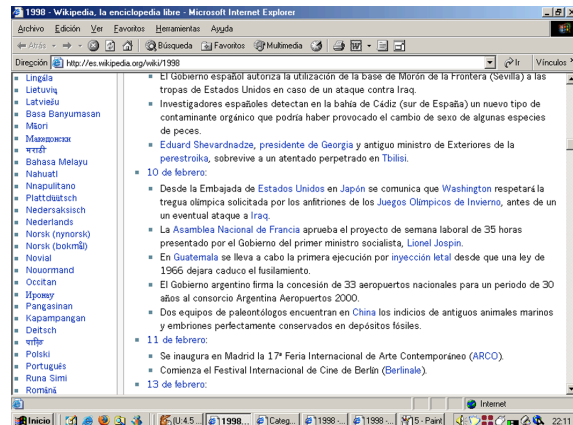 1998 - Wikipedia, la enciclopedia libre - Microsoft Internet Explorer
Archivo Edición Ver Favoritos Herramientas Ayuda
Atrás Búsqueda Favoritos Multimedia
Dirección http://es.wikipedia.org/wiki/1998 Ir Vínculos
Lingála
Lietuvių
Latviešu
Basa Banyumasan
Māori
Македонски
मराठी
Bahasa Melayu
Nahuatl
Nnapulitano
Plattdüütsch
Nedersaksisch
Nederlands
Norsk (nynorsk)
Norsk (bokmål)
Novial
Nouormand
Occitan
Иронау
Pangasinan
Kapampangan
Deitsch
पाऴि
Polski
Português
Runa Simi
Română
El Gobierno español autoriza la utilización de la base de Morón de la Frontera (Sevilla) a las
tropas de Estados Unidos en caso de un ataque contra Iraq.
Investigadores españoles detectan en la bahía de Cádiz (sur de España) un nuevo tipo de
contaminante orgánico que podría haber provocado el cambio de sexo de algunas especies
de peces.
Eduard Shevardnadze, presidente de Georgia y antiguo ministro de Exteriores de la
perestroika, sobrevive a un atentado perpetrado en Tbilisi.
10 de febrero:
Desde la Embajada de Estados Unidos en Japón se comunica que Washington respetará la
tregua olímpica solicitada por los anfitriones de los Juegos Olímpicos de Invierno, antes de un
un eventual ataque a Iraq.
La Asamblea Nacional de Francia aprueba el proyecto de semana laboral de 35 horas
presentado por el Gobierno del primer ministro socialista, Lionel Jospin.
En Guatemala se lleva a cabo la primera ejecución por inyección letal desde que una ley de
1966 dejara caduco el fusilamiento.
El Gobierno argentino firma la concesión de 33 aeropuertos nacionales para un periodo de 30
años al consorcio Argentina Aeropuertos 2000.
Dos equipos de paleontólogos encuentran en China los indicios de antiguos animales marinos
y embriones perfectamente conservados en depósitos fósiles.
11 de febrero:
Se inaugura en Madrid la 17ª Feria Internacional de Arte Contemporáneo (ARCO).
Comienza el Festival Internacional de Cine de Berlín (Berlinale).
13 de febrero:
Internet
Inicio (U:4.5 ... 1998... Categ... 1998 -... 1998 -... 5 - Paint 22:11